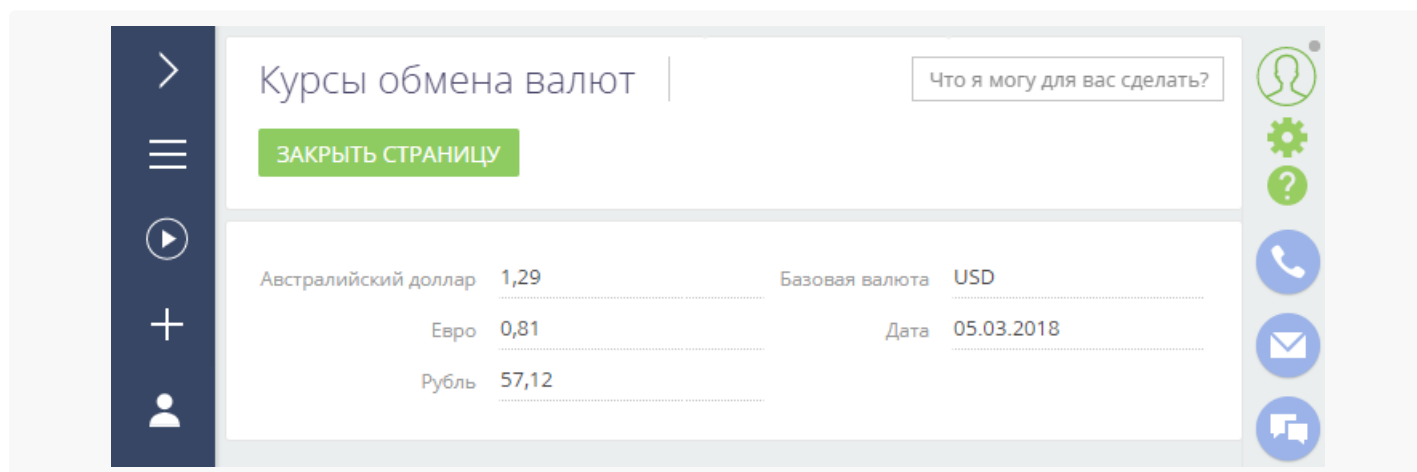 Курсы обмена валют
Что я могу для вас сделать?
ЗАКРЫТЬ СТРАНИЦУ
Австралийский доллар 1,29 Базовая валюта USD
Евро 0,81 Дата 05.03.2018
Рубль 57,12